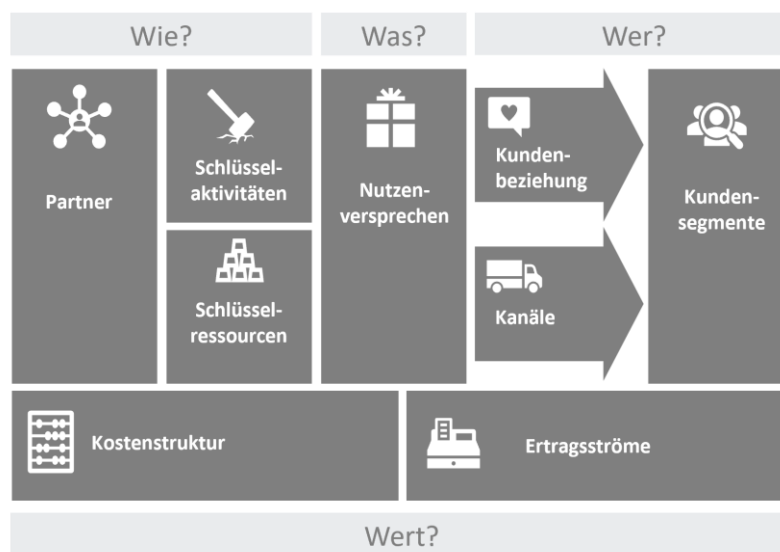 Wie?
Was?
Wer?
Partner
Schlüssel-
aktivitäten
Schlüssel-
ressourcen
Nutzen-
versprechen
Kunden-
beziehung
Kanäle
Kunden-
segmente
Kostenstruktur
Ertragsströme
Wert?